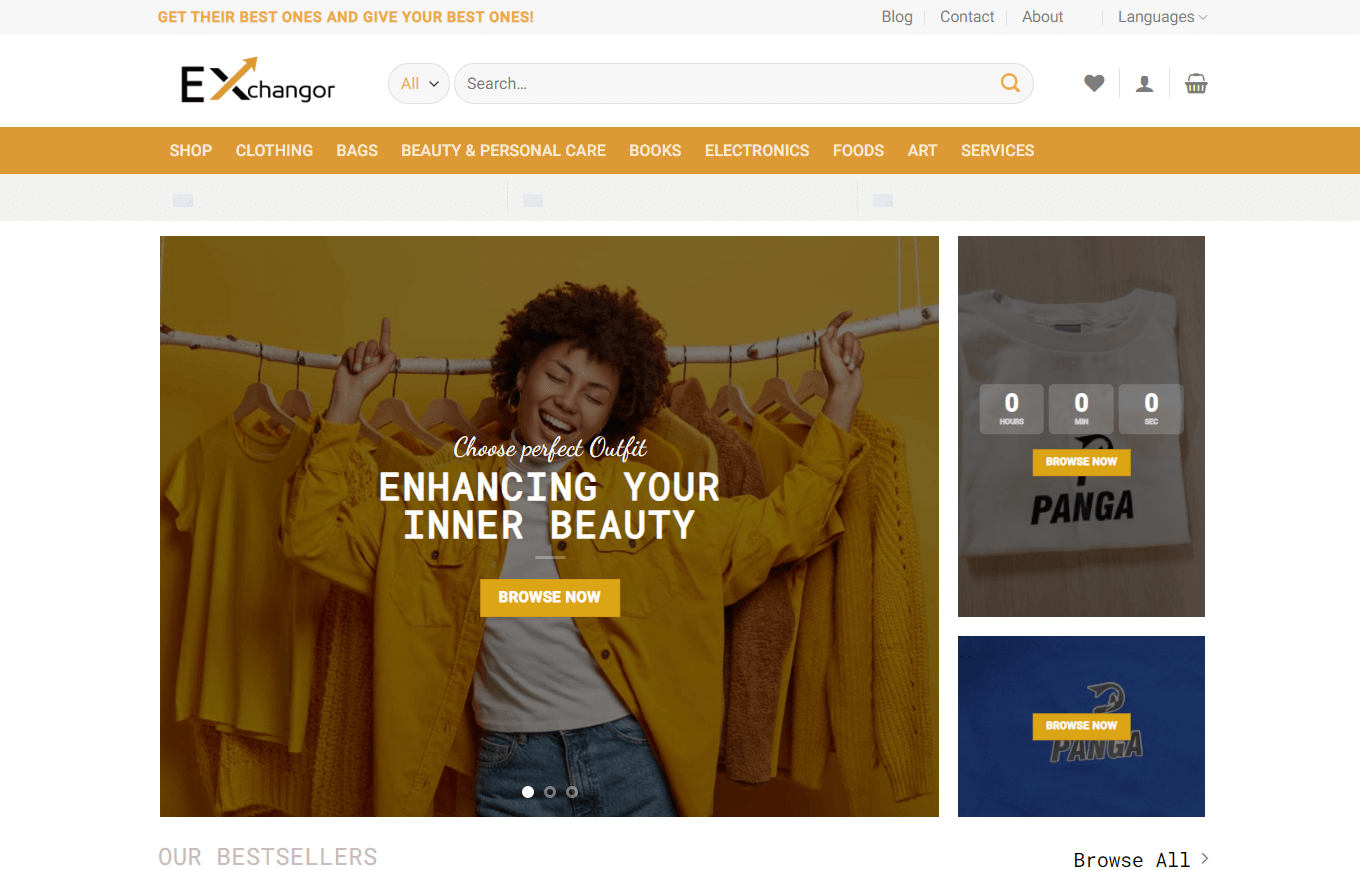 GET THEIR BEST ONES AND GIVE YOUR BEST ONES!
Blog Contact About Languages
EXchangor
All Search...
SHOP CLOTHING BAGS BEAUTY & PERSONAL CARE BOOKS ELECTRONICS FOODS ART SERVICES
Choose perfect Outfit
ENHANCING YOUR
INNER BEAUTY
BROWSE NOW
0 0 0
HOURS MIN SEC
BROWSE NOW
PANGA
BROWSE NOW
PANGA
OUR BESTSELLERS
Browse All